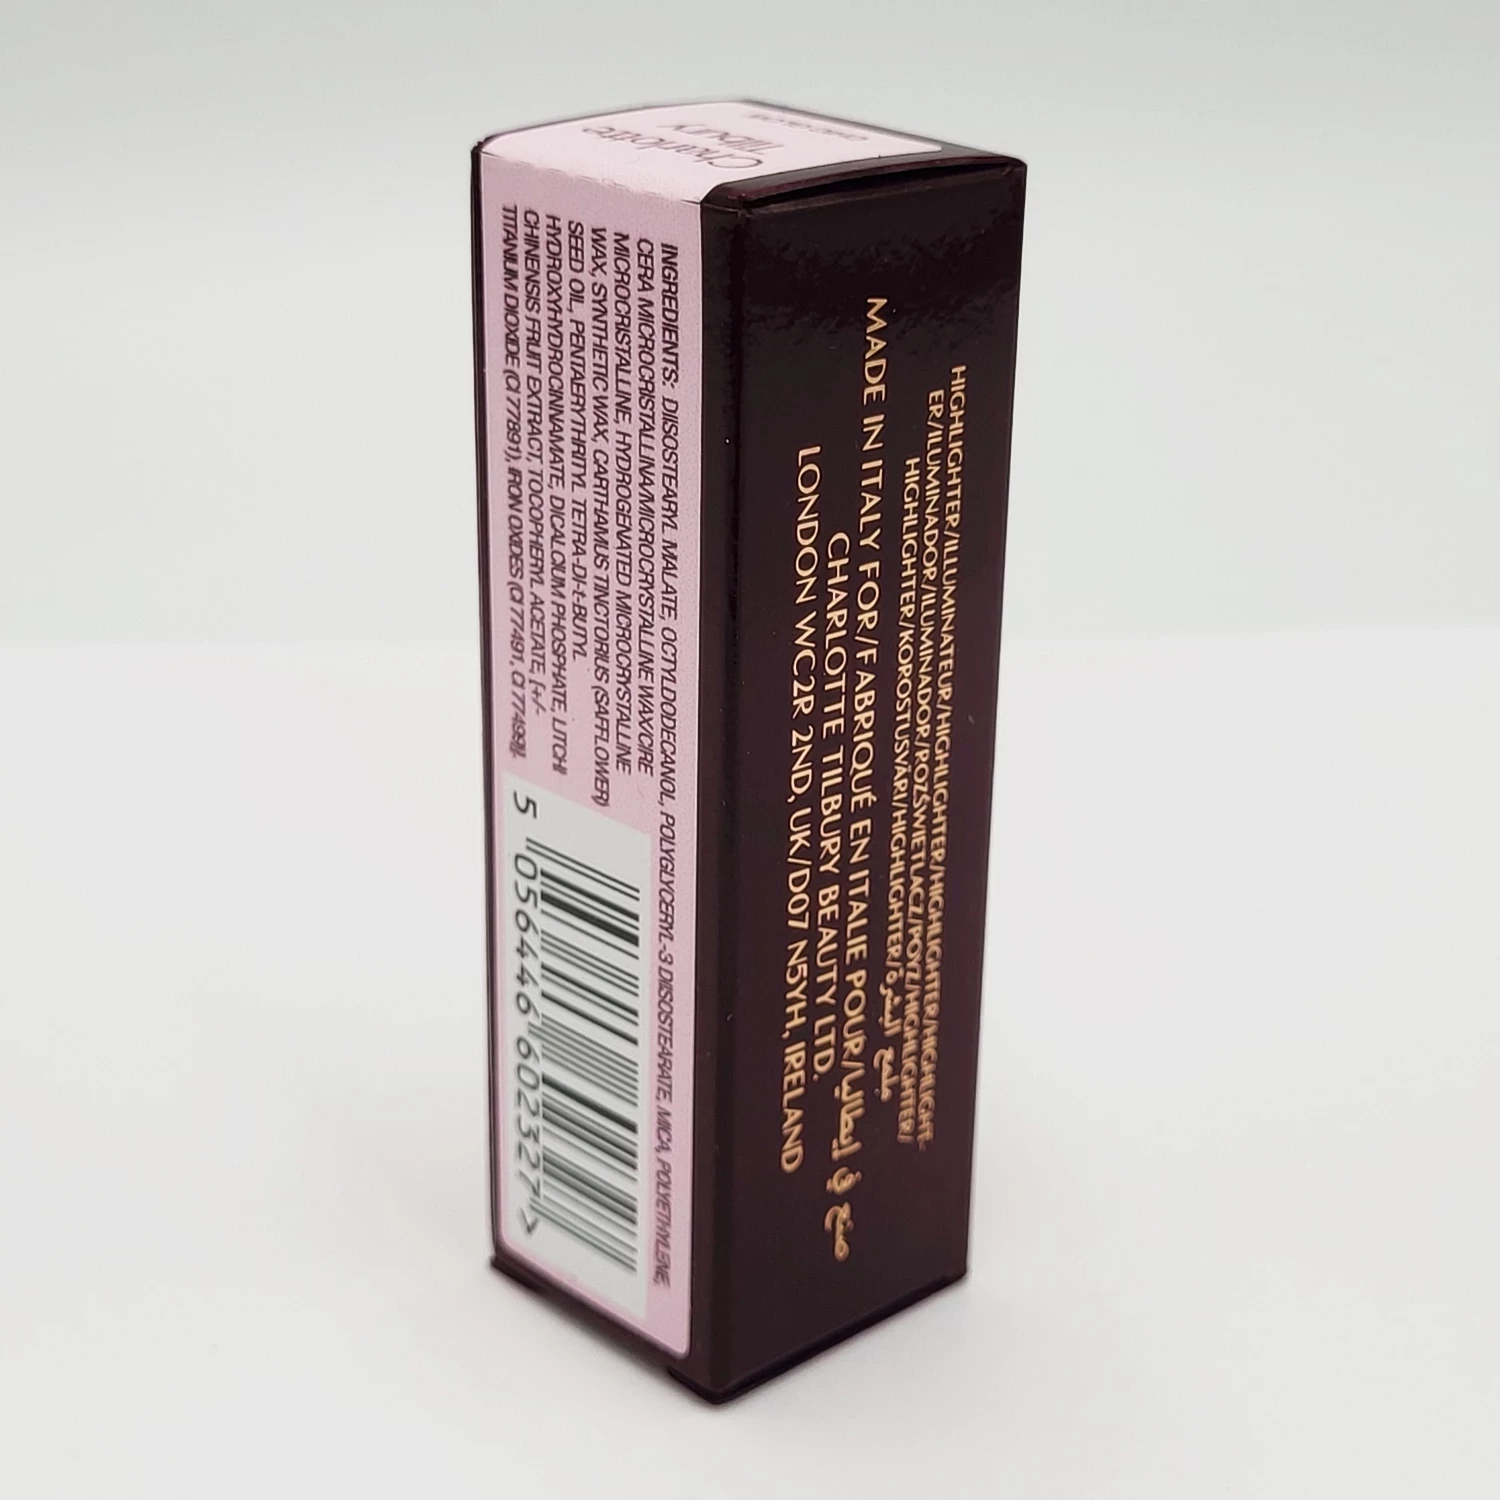 Charlotte
Tilbury
INGREDIENTS: DIISOSTEARYL MALATE, OCTYLDODECANOL, POLYGLYCERYL-3 DIISOSTEARATE, MICA, POLYETHYLENE,
CERA MICROCRISTALLINA/MICROCRYSTALLINE WAX/CIRE
MICROCRISTALLINE, HYDROGENATED MICROCRYSTALLINE
WAX, SYNTHETIC WAX, CARTHAMUS TINCTORIUS (SAFFLOWER)
SEED OIL, PENTAERYTHRITYL TETRA-DI-t-BUTYL
HYDROXYHYDROCINNAMATE, DICALCIUM PHOSPHATE, LITCHI
CHINENSIS FRUIT EXTRACT, TOCOPHERYL ACETATE, [+/-
TITANIUM DIOXIDE (CI 77891), IRON OXIDES (CI 77491, CI 77499)].
5 056446 602327 >
HIGHLIGHTER/ILLUMINATEUR/HIGHLIGHTER/HIGHLIGHTER/HIGHLIGHT-
ER/ILUMINADOR/ILUMINADOR/ROZŚWIETLACZ/POYZ/HIGHLIGHTER/
HIGHLIGHTER/KOROSTUSVÄRI/HIGHLIGHTER/ملمع البشرة
MADE IN ITALY FOR/FABRIQUÉ EN ITALIE POUR/صنع في إيطاليا لـ
CHARLOTTE TILBURY BEAUTY LTD.
LONDON WC2R 2ND, UK/D07 N5YH, IRELAND